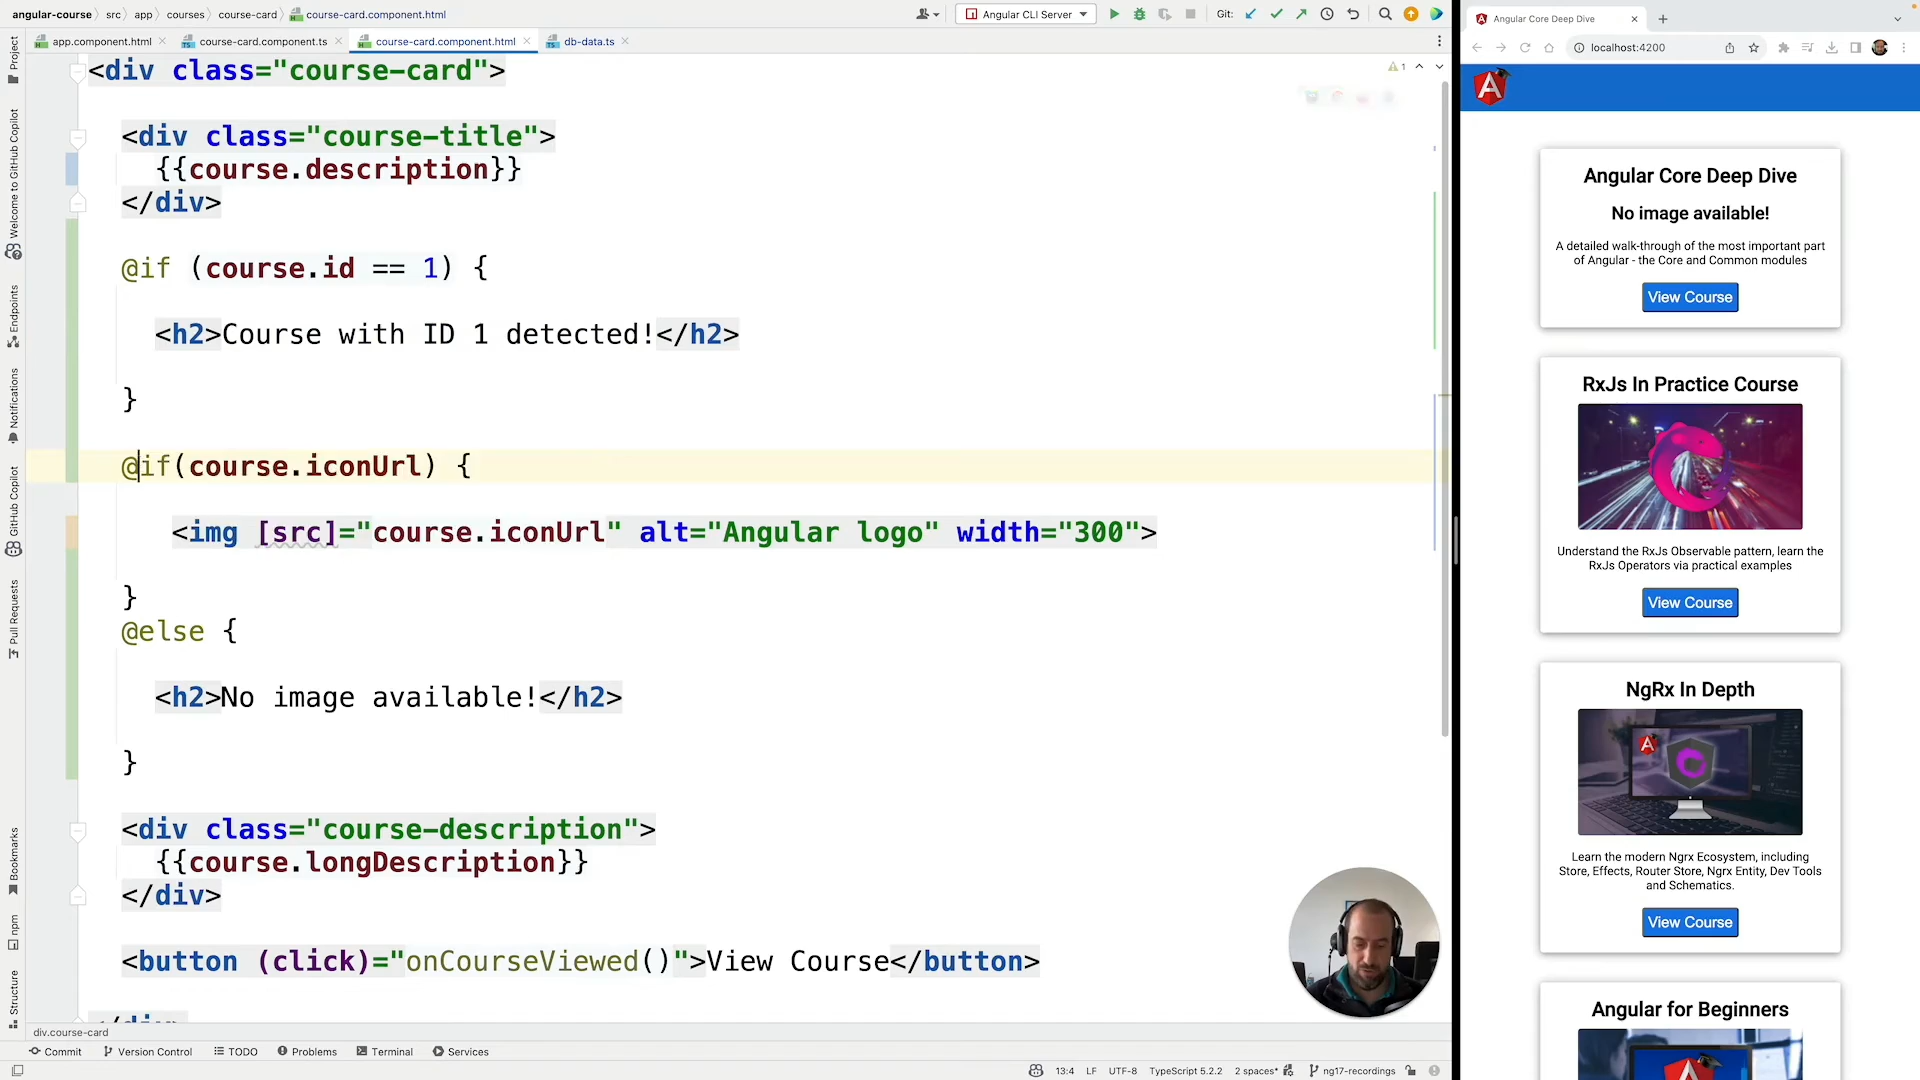 angular-course
src
app
courses
course-card
course-card.component.html
Angular CLI Server
Git:
app.component.html
course-card.component.ts
course-card.component.html
db-data.ts
<div class="course-card">
1
<div class="course-title">
{{course.description}}
</div>
@if (course.id == 1) {
<h2>Course with ID 1 detected!</h2>
}
@if(course.iconUrl) {
<img [src]="course.iconUrl" alt="Angular logo" width="300">
}
@else {
<h2>No image available!</h2>
}
<div class="course-description">
{{course.longDescription}}
</div>
<button (click)="onCourseViewed()">View Course</button>
</div>
div.course-card
Project
Welcome to GitHub Copilot
Endpoints
Notifications
GitHub Copilot
Pull Requests
Bookmarks
npm
Structure
Commit
Version Control
TODO
Problems
Terminal
Services
13:4
LF
UTF-8
TypeScript 5.2.2
2 spaces*
ng17-recordings
Angular Core Deep Dive
localhost:4200
Angular Core Deep Dive
No image available!
A detailed walk-through of the most important part
of Angular - the Core and Common modules
View Course
RxJs In Practice Course
Understand the RxJs Observable pattern, learn the
RxJs Operators via practical examples
View Course
NgRx In Depth
Learn the modern Ngrx Ecosystem, including
Store, Effects, Router Store, Ngrx Entity, Dev Tools
and Schematics.
View Course
Angular for Beginners